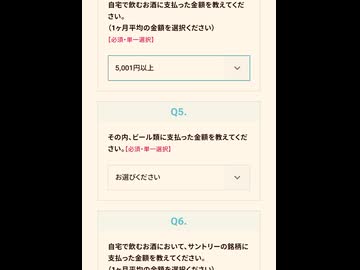 自宅で飲むお酒に支払った金額を教えてくだ
さい。
（1ヶ月平均の金額を選択ください）
【必須・単一選択】
5,001円以上
Q5.
その内、ビール類に支払った金額を教えてくだ
さい。【必須・単一選択】
お選びください
Q6.
自宅で飲むお酒において、サントリーの銘柄に
支払った金額を教えてください。
（1ヶ月平均の金額を選択ください）